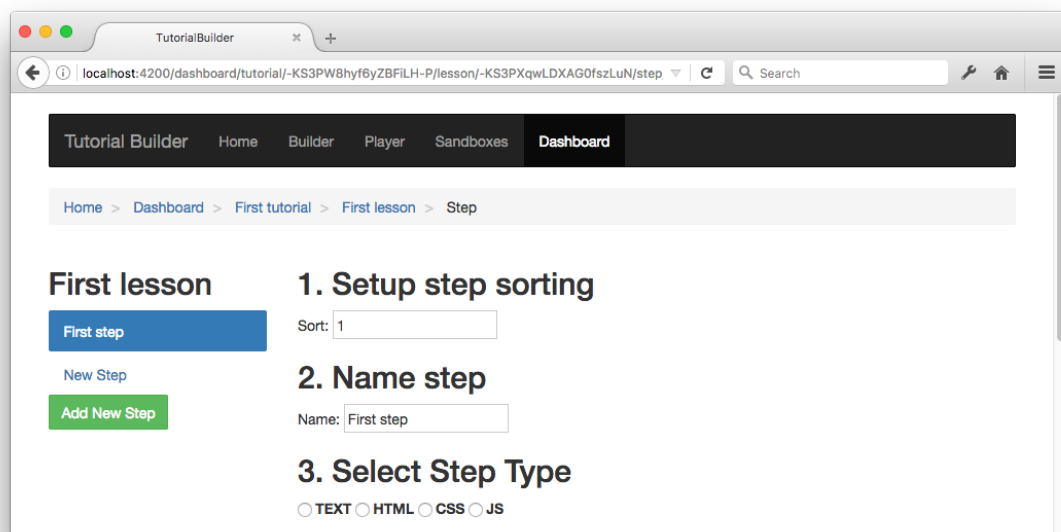 TutorialBuilder
localhost:4200/dashboard/tutorial/-KS3PW8hyf6yZBFiLH-P/lesson/-KS3PXqwLDXAG0fszLuN/step
Search
Tutorial Builder Home Builder Player Sandboxes Dashboard
Home > Dashboard > First tutorial > First lesson > Step
First lesson
First step
New Step
Add New Step
1. Setup step sorting
Sort: 1
2. Name step
Name: First step
3. Select Step Type
TEXT HTML CSS JS